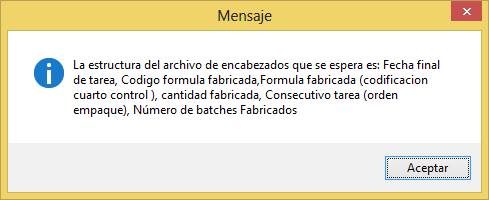 Mensaje
La estructura del archivo de encabezados que se espera es: Fecha final
de tarea, Codigo formula fabricada,Formula fabricada (codificacion
cuarto control ), cantidad fabricada, Consecutivo tarea (orden
empaque), Número de batches Fabricados
Aceptar